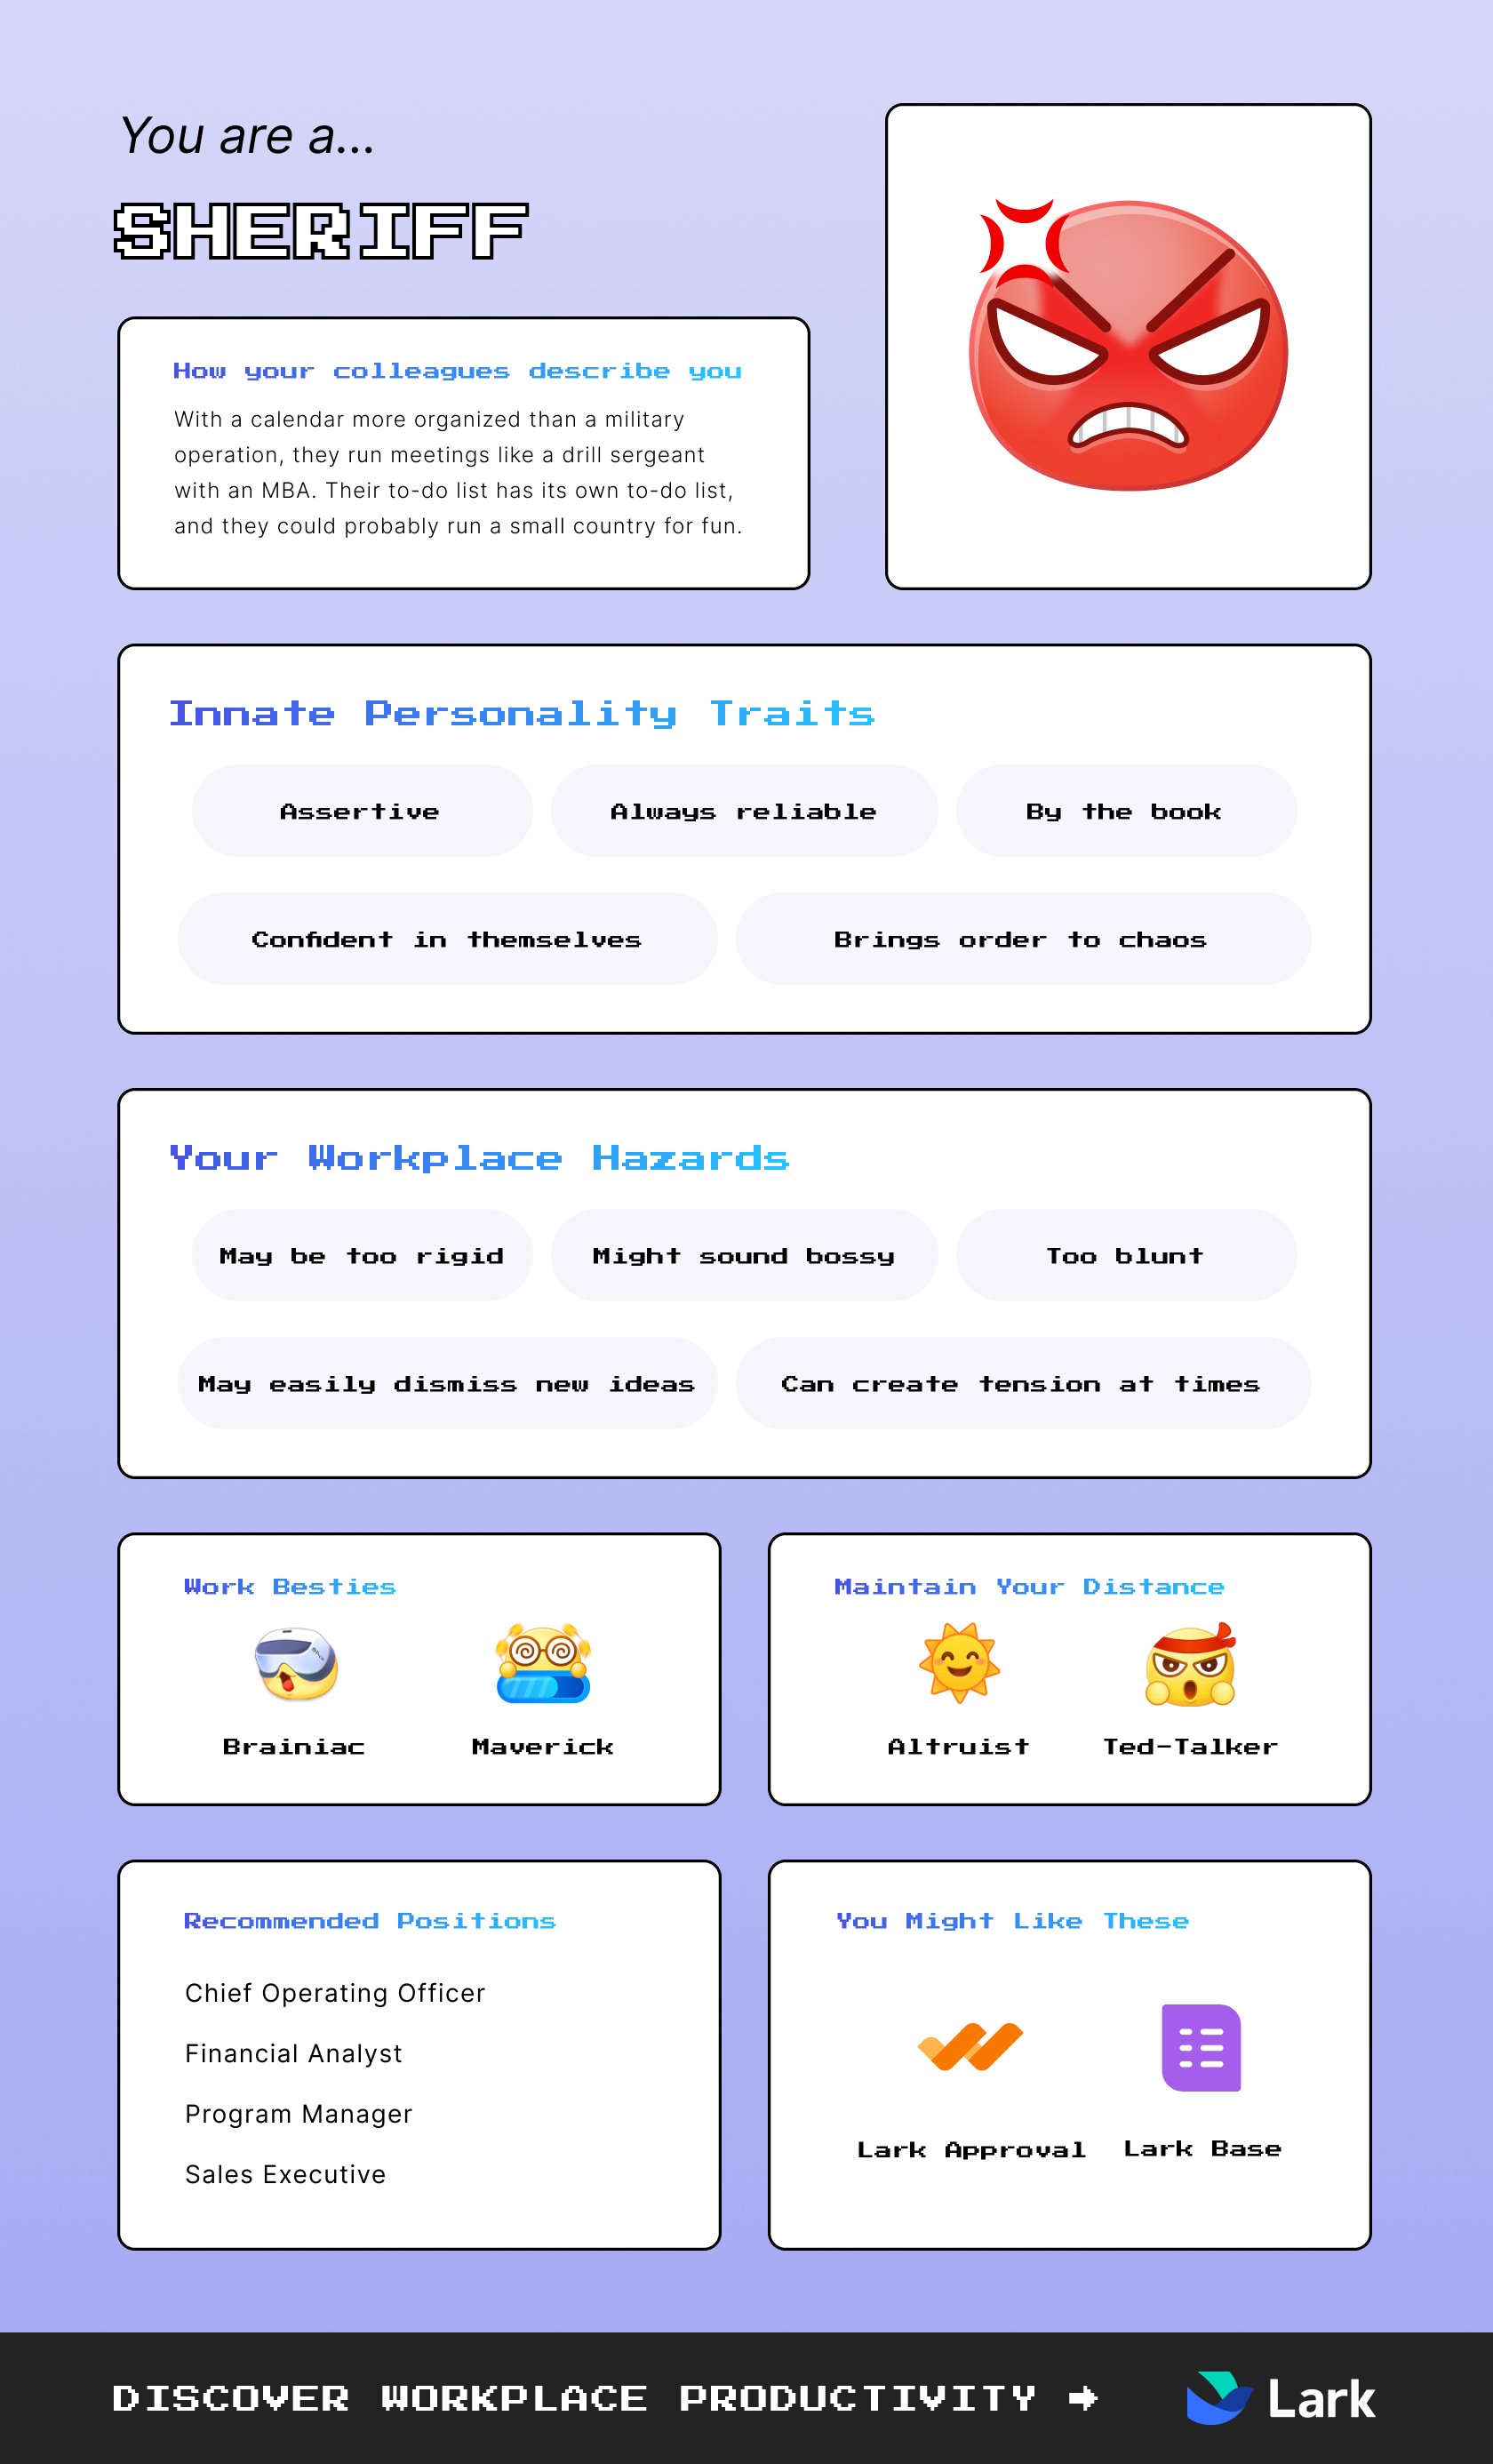 You are a...
SHERIFF
How your colleagues describe you
With a calendar more organized than a military
operation, they run meetings like a drill sergeant
with an MBA. Their to-do list has its own to-do list,
and they could probably run a small country for fun.
Innate Personality Traits
Assertive
Always reliable
By the book
Confident in themselves
Brings order to chaos
Your Workplace Hazards
May be too rigid
Might sound bossy
Too blunt
May easily dismiss new ideas
Can create tension at times
Work Besties
Brainiac
Maverick
Maintain Your Distance
Altruist
Ted-Talker
Recommended Positions
Chief Operating Officer
Financial Analyst
Program Manager
Sales Executive
You Might Like These
Lark Approval
Lark Base
DISCOVER WORKPLACE PRODUCTIVITY →
Lark